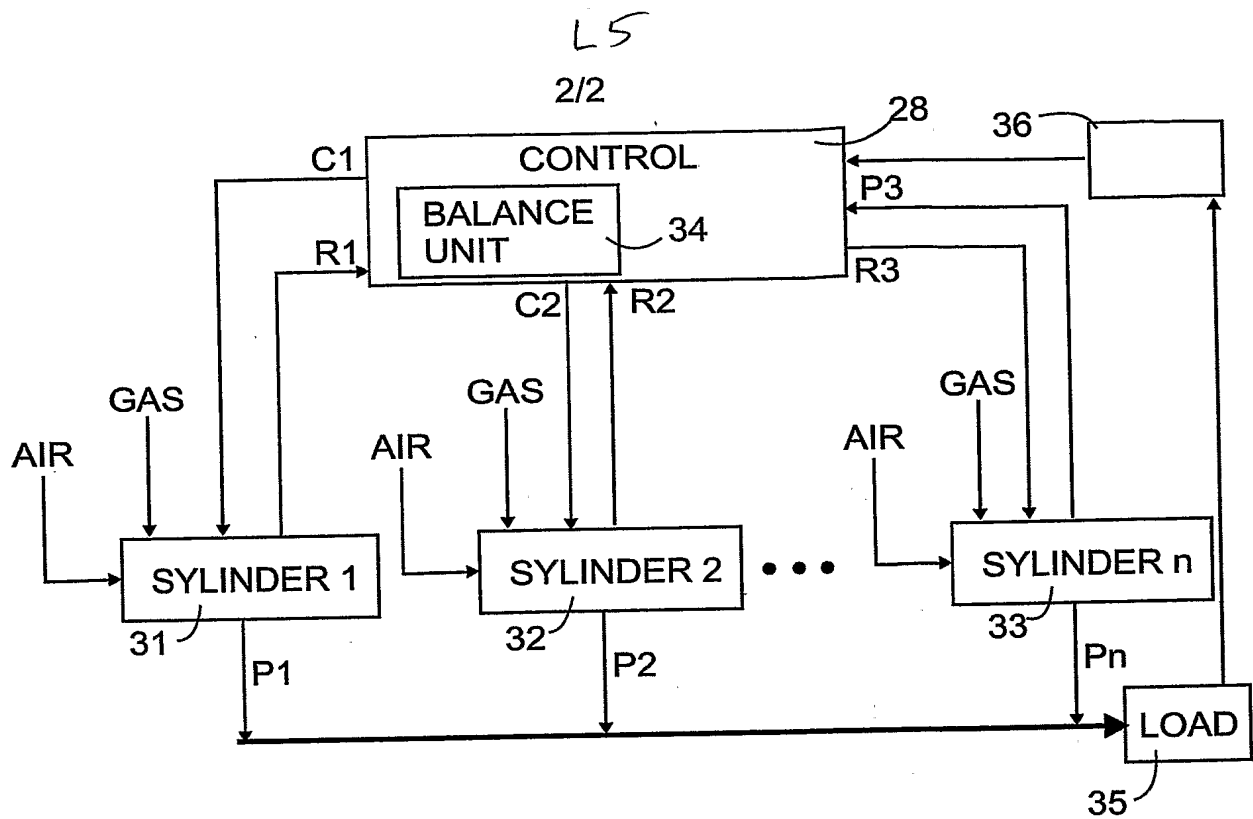 L5
2/2
28
36
C1
CONTROL
P3
BALANCE
UNIT
34
R1
R3
C2
R2
GAS
GAS
GAS
AIR
AIR
AIR
SYLINDER 1
SYLINDER 2
SYLINDER n
31
32
33
P1
P2
Pn
LOAD
35